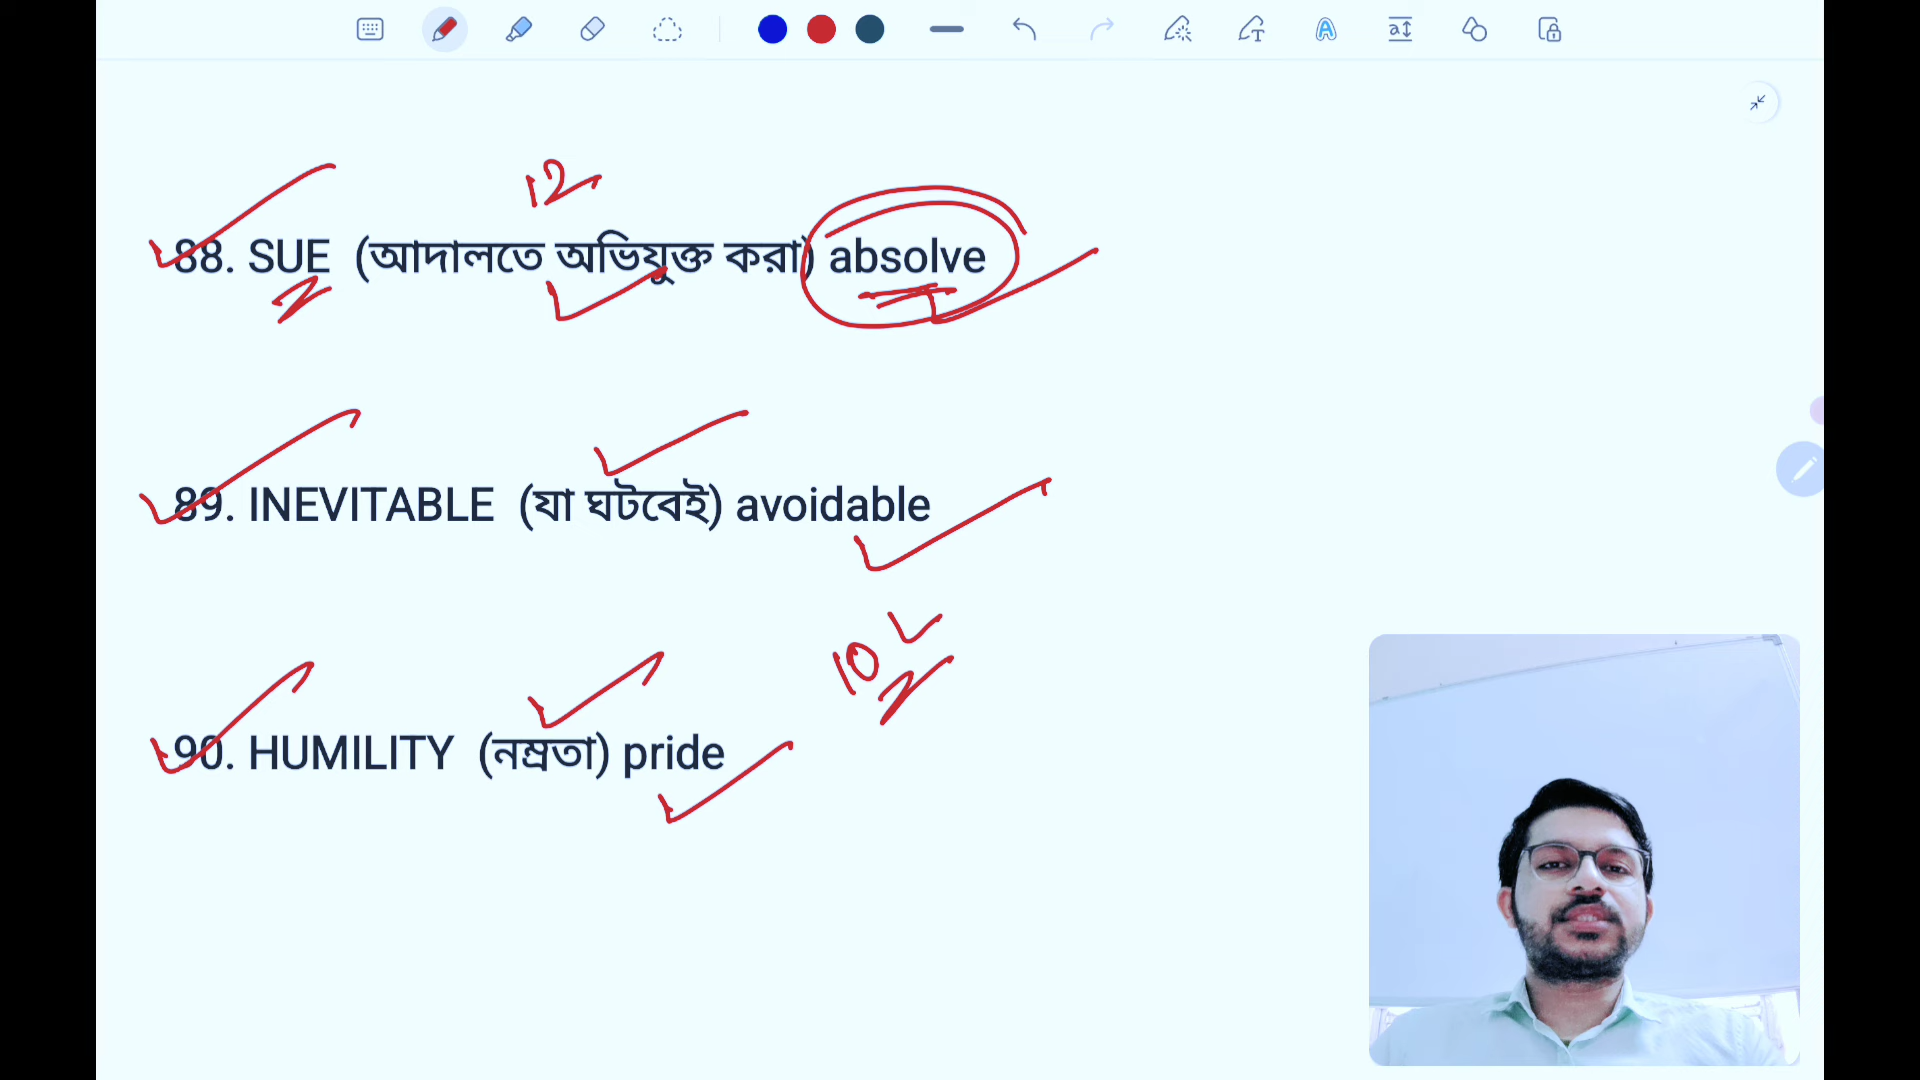 12
88. SUE (আদালতে অভিযুক্ত করা) absolve
89. INEVITABLE (যা ঘটবেই) avoidable
10
90. HUMILITY (নম্রতা) pride